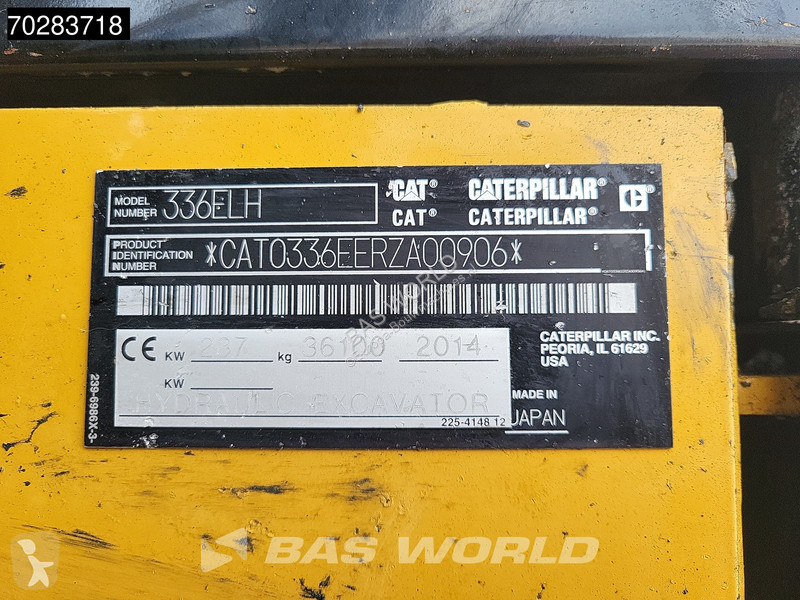 70283718
MODEL NUMBER 336ELH
CAT® CATERPILLAR®
CAT® CATERPILLAR®
PRODUCT IDENTIFICATION NUMBER *CAT0336EERZA00906*
BAS WORLD
CE KW 237 kg 36100 2014
KW
HYDRAULIC EXCAVATOR
225-4148 12
CATERPILLAR INC.
PEORIA, IL 61629
USA
MADE IN
JAPAN
239-6986X-3
BAS WORLD